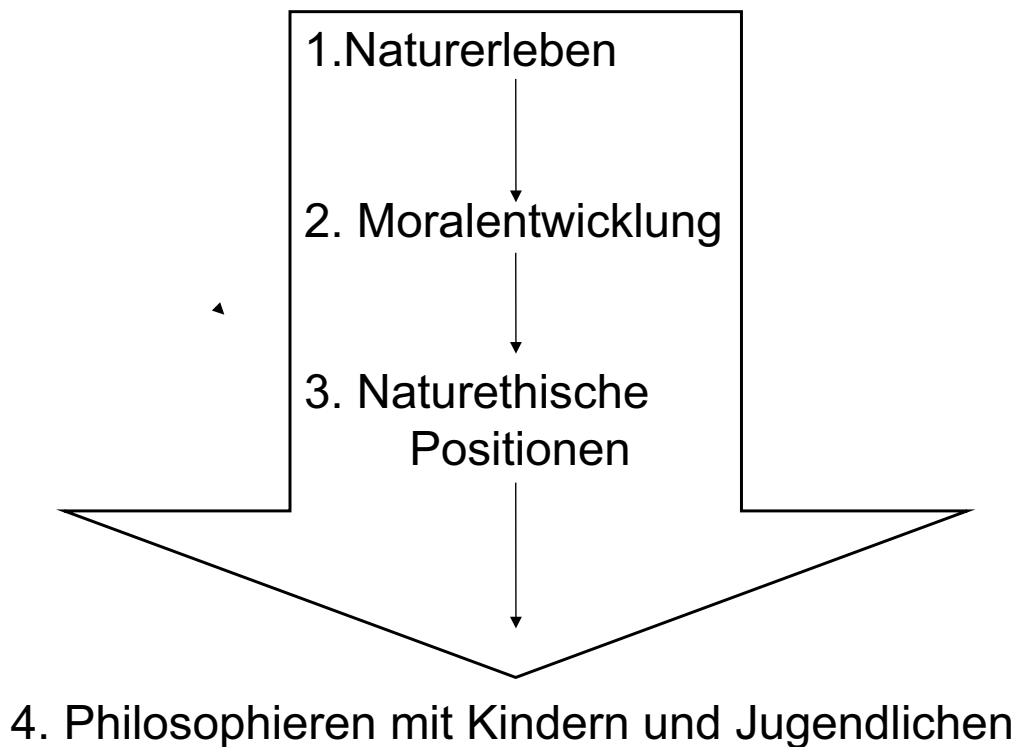 1.Naturerleben
2. Moralentwicklung
3. Naturethische
Positionen
4. Philosophieren mit Kindern und Jugendlichen